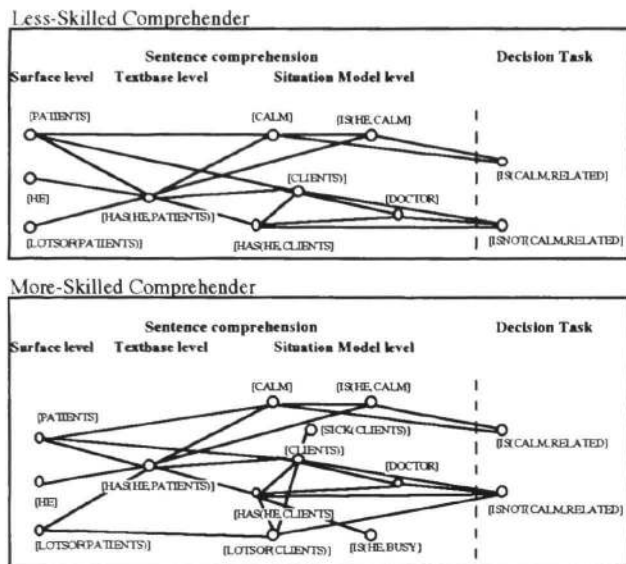 Less-Skilled Comprehender
Sentence comprehension Decision Task
Surface level Textbase level Situation Model level
[PATIENTS] [CALM] [IS(HE,CALM]
[CLIENTS)] [IS(CALM,RELATED]
[HE] [HAS(HE,PATIENTS)] [DOCTOR]
[LOTSOF(PATIENTS)] [HAS(HE,CLIENTS] [ISNOT(CALM,RELATED]
More-Skilled Comprehender
Sentence comprehension Decision Task
Surface level Textbase level Situation Model level
[CALM] [IS(HE,CALM]
[PATIENTS] [SICK(CLIENTS)]
[CLIENTS)] [IS(CALM,RELATED]
[HE] [HAS(HE,PATIENTS)] [DOCTOR]
[HAS(HE,CLIENTS] [ISNOT(CALM,RELATED]
[LOTSOF(PATIENTS)] [LOTSOF(CLIENTS)] [IS(HE,BUSY]